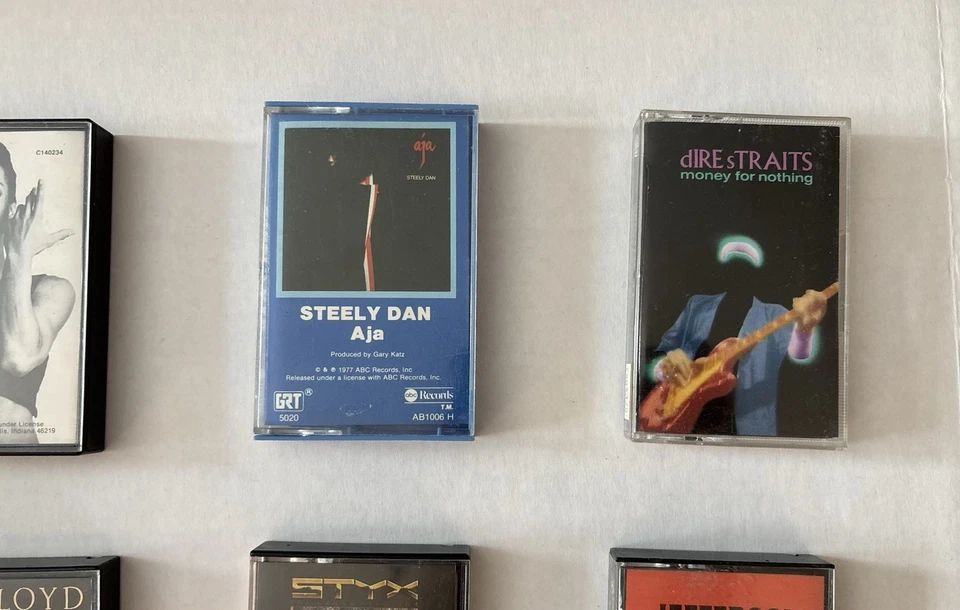 C140234
under License
lis, Indiana 46219
aja
STEELY DAN
STEELY DAN
Aja
Produced by Gary Katz
© & ℗ 1977 ABC Records, Inc
Released under a license with ABC Records, Inc.
GRT®
5020
abc Records
T.M.
AB1006 H
dIRE sTRAITS
money for nothing
LOYD
STYX